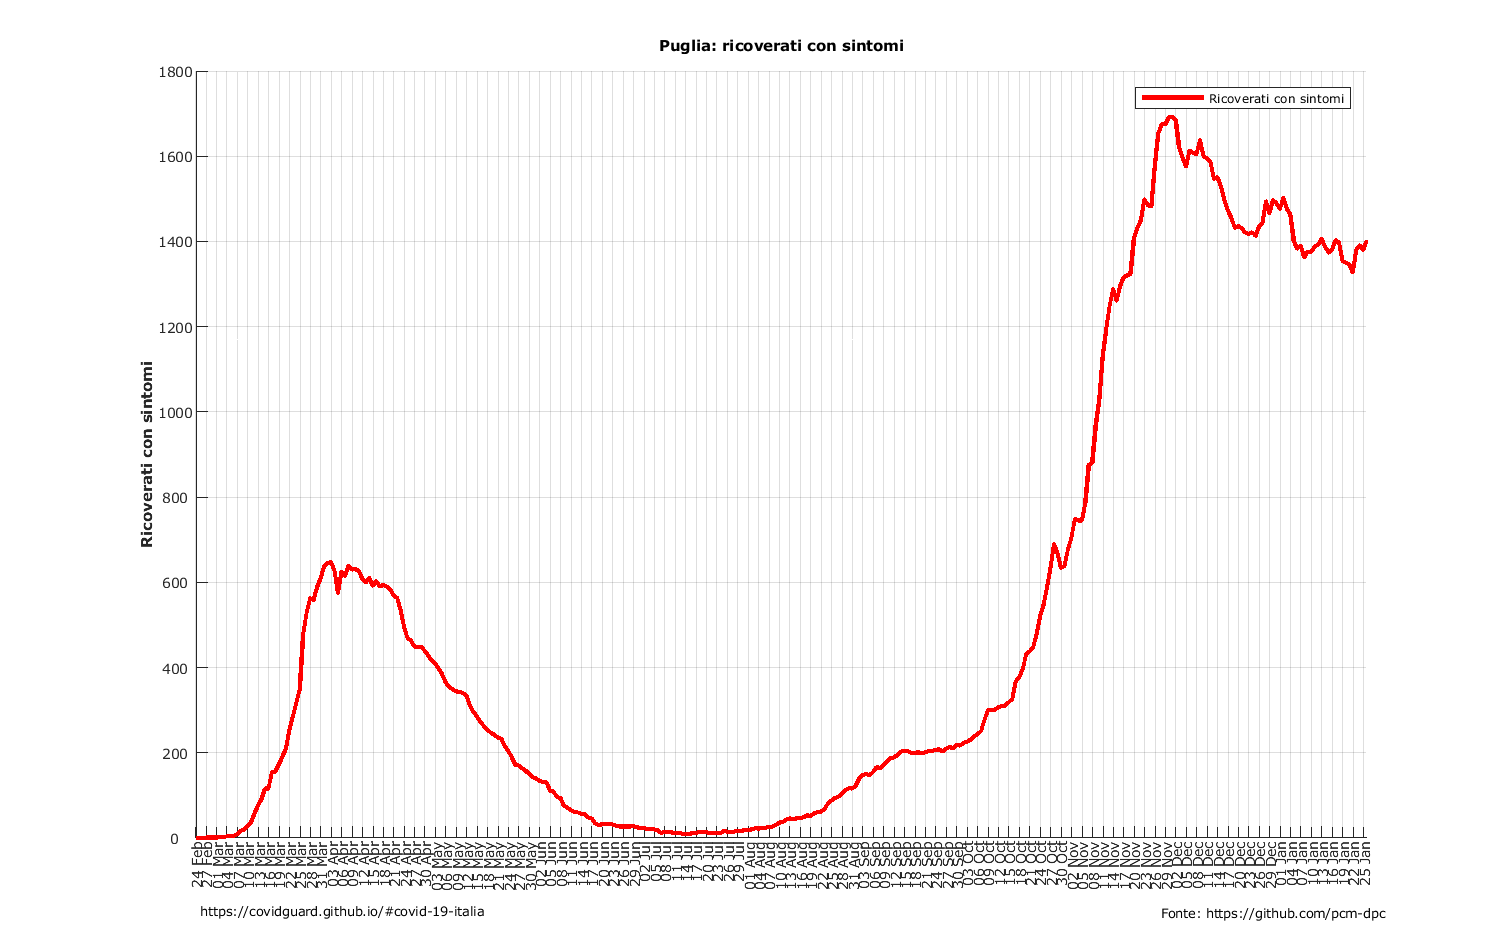 Puglia: ricoverati con sintomi
Ricoverati con sintomi
1800
1600
1400
1200
1000
800
600
400
200
0
Ricoverati con sintomi
24 Feb
27 Feb
01 Mar
04 Mar
07 Mar
10 Mar
13 Mar
16 Mar
19 Mar
22 Mar
25 Mar
28 Mar
31 Mar
03 Apr
06 Apr
09 Apr
12 Apr
15 Apr
18 Apr
21 Apr
24 Apr
27 Apr
30 Apr
03 May
06 May
09 May
12 May
15 May
18 May
21 May
24 May
27 May
30 May
02 Jun
05 Jun
08 Jun
11 Jun
14 Jun
17 Jun
20 Jun
23 Jun
26 Jun
29 Jun
02 Jul
05 Jul
08 Jul
11 Jul
14 Jul
17 Jul
20 Jul
23 Jul
26 Jul
29 Jul
01 Aug
04 Aug
07 Aug
10 Aug
13 Aug
16 Aug
19 Aug
22 Aug
25 Aug
28 Aug
31 Aug
03 Sep
06 Sep
09 Sep
12 Sep
15 Sep
18 Sep
21 Sep
24 Sep
27 Sep
30 Sep
03 Oct
06 Oct
09 Oct
12 Oct
15 Oct
18 Oct
21 Oct
24 Oct
27 Oct
30 Oct
02 Nov
05 Nov
08 Nov
11 Nov
14 Nov
17 Nov
20 Nov
23 Nov
26 Nov
29 Nov
02 Dec
05 Dec
08 Dec
11 Dec
14 Dec
17 Dec
20 Dec
23 Dec
26 Dec
29 Dec
01 Jan
04 Jan
07 Jan
10 Jan
13 Jan
16 Jan
19 Jan
22 Jan
25 Jan
https://covidguard.github.io/#covid-19-italia
Fonte: https://github.com/pcm-dpc